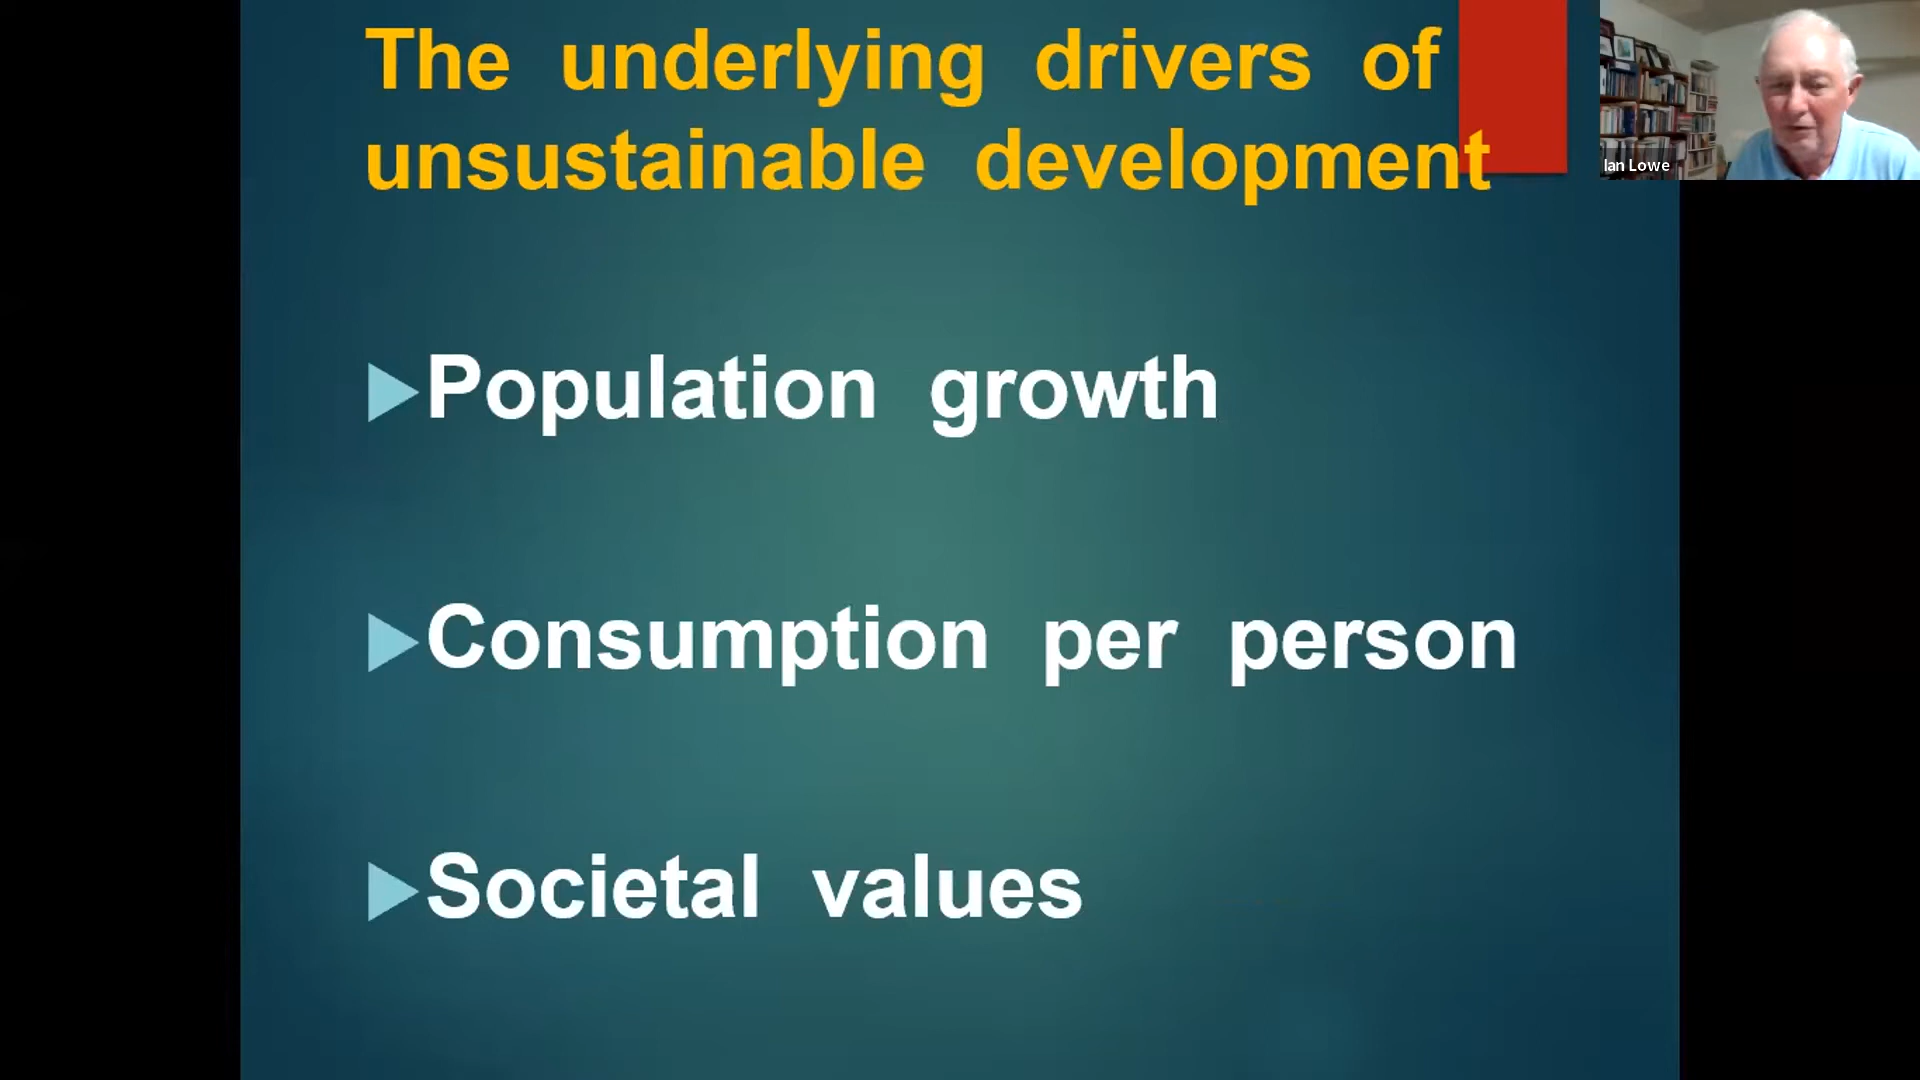 The underlying drivers of
unsustainable development
Population growth
Consumption per person
Societal values
Ian Lowe